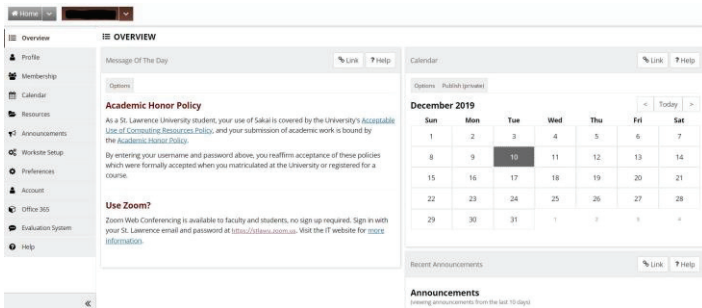 Home
Overview
Profile
Membership
Calendar
Resources
Announcements
Worksite Setup
Preferences
Account
Office 365
Evaluation System
Help
OVERVIEW
Message Of The Day
Link ? Help
Options
Academic Honor Policy
As a St. Lawrence University student, your use of Sakai is covered by the University's Acceptable
Use of Computing Resources Policy, and your submission of academic work is bound by
the Academic Honor Policy.
By entering your username and password above, you reaffirm acceptance of these policies
which were formally accepted when you matriculated at the University or registered for a
course.
Use Zoom?
Zoom Web Conferencing is available to faculty and students, no sign up required. Sign in with
your St. Lawrence email and password at https://stlawu.zoom.us. Visit the IT website for more
information.
Calendar
Link ? Help
Options Publish (private)
December 2019
< Today >
Sun Mon Tue Wed Thu Fri Sat
1 2 3 4 5 6 7
8 9 10 11 12 13 14
15 16 17 18 19 20 21
22 23 24 25 26 27 28
29 30 31 1 2 3 4
Recent Announcements
Link ? Help
Announcements
(viewing announcements from the last 10 days)